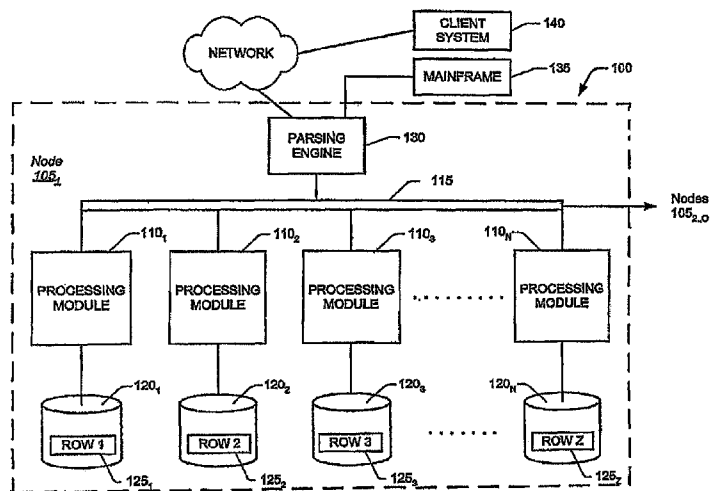 CLIENT
SYSTEM
140
NETWORK
MAINFRAME
135
100
PARSING
ENGINE
130
Node
105₁
115
Nodes
105₂,₀
110₁
110₂
110₃
110N
PROCESSING
MODULE
PROCESSING
MODULE
PROCESSING
MODULE
PROCESSING
MODULE
120₁
120₂
120₃
120N
ROW 1
ROW 2
ROW 3
ROW Z
125₁
125₂
125₃
125Z